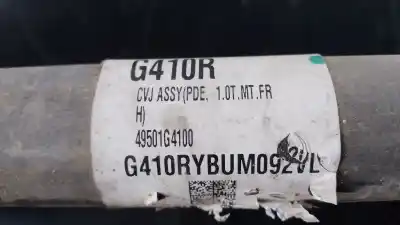 G410R
CVJ ASSY(PDE, 1.0T.MT.FR
H)
49501G4100
G410RYBUM092VL